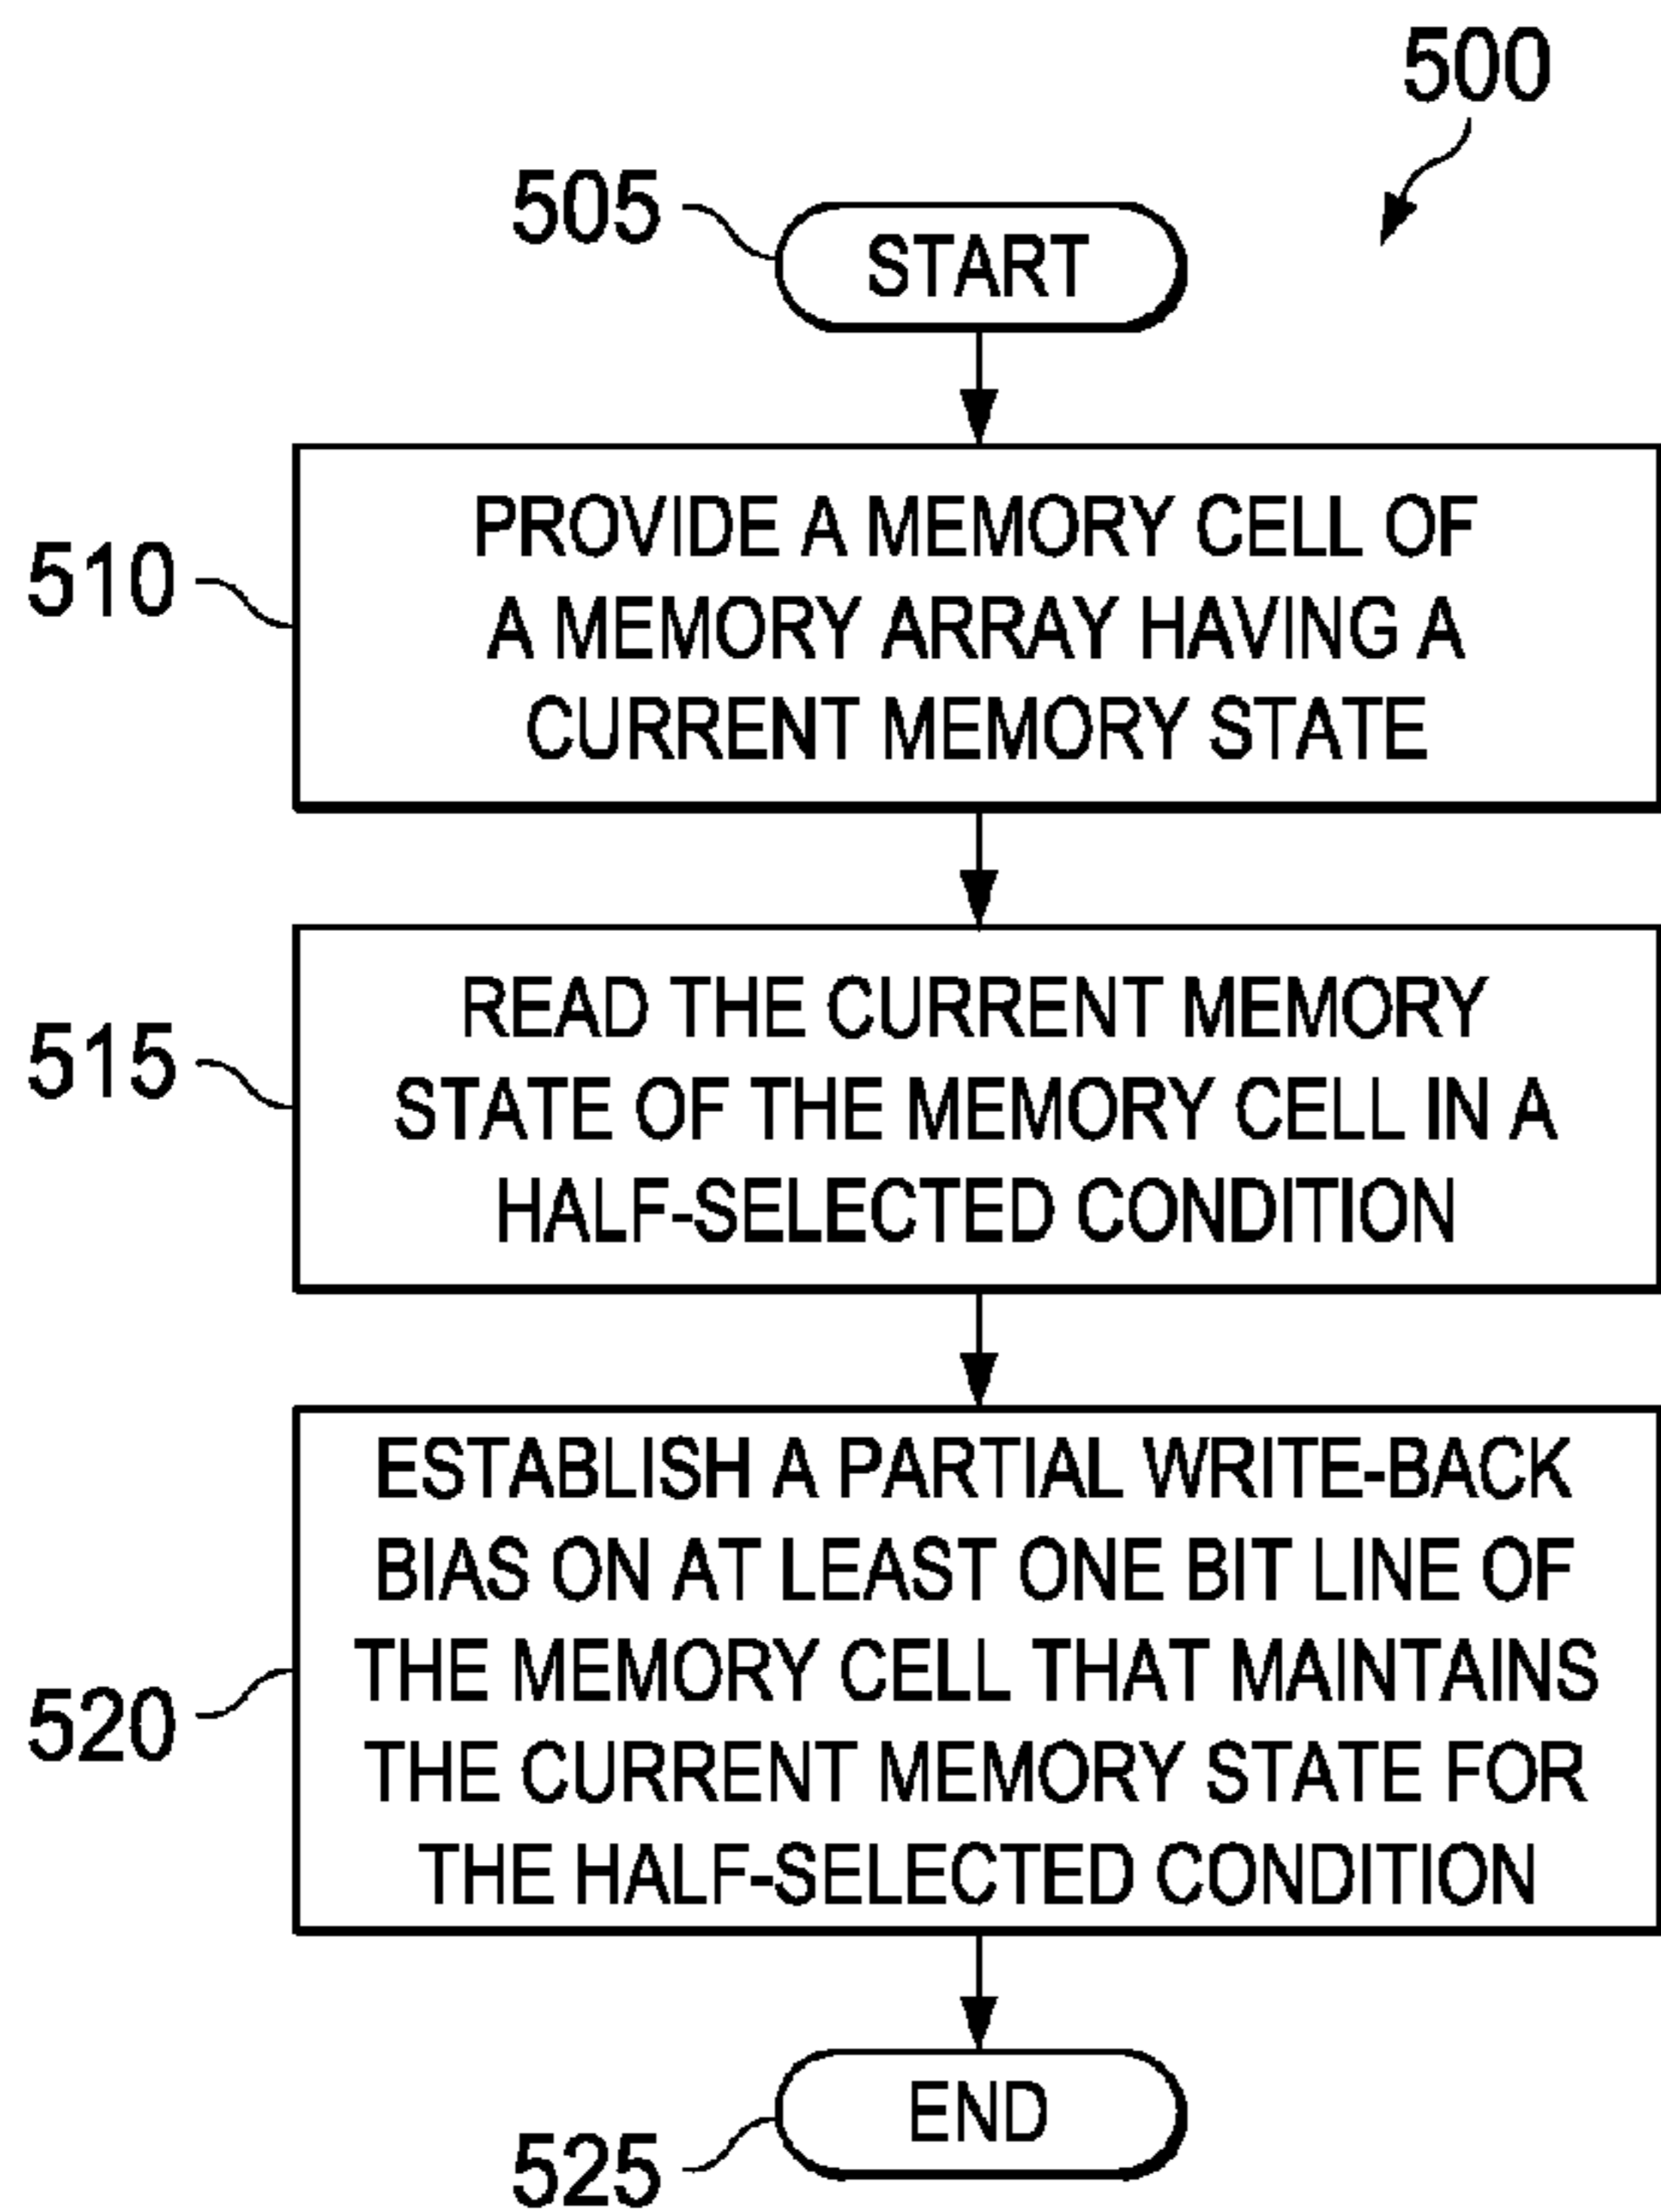 500
505
START
510
PROVIDE A MEMORY CELL OF
A MEMORY ARRAY HAVING A
CURRENT MEMORY STATE
515
READ THE CURRENT MEMORY
STATE OF THE MEMORY CELL IN A
HALF-SELECTED CONDITION
520
ESTABLISH A PARTIAL WRITE-BACK
BIAS ON AT LEAST ONE BIT LINE OF
THE MEMORY CELL THAT MAINTAINS
THE CURRENT MEMORY STATE FOR
THE HALF-SELECTED CONDITION
END
525